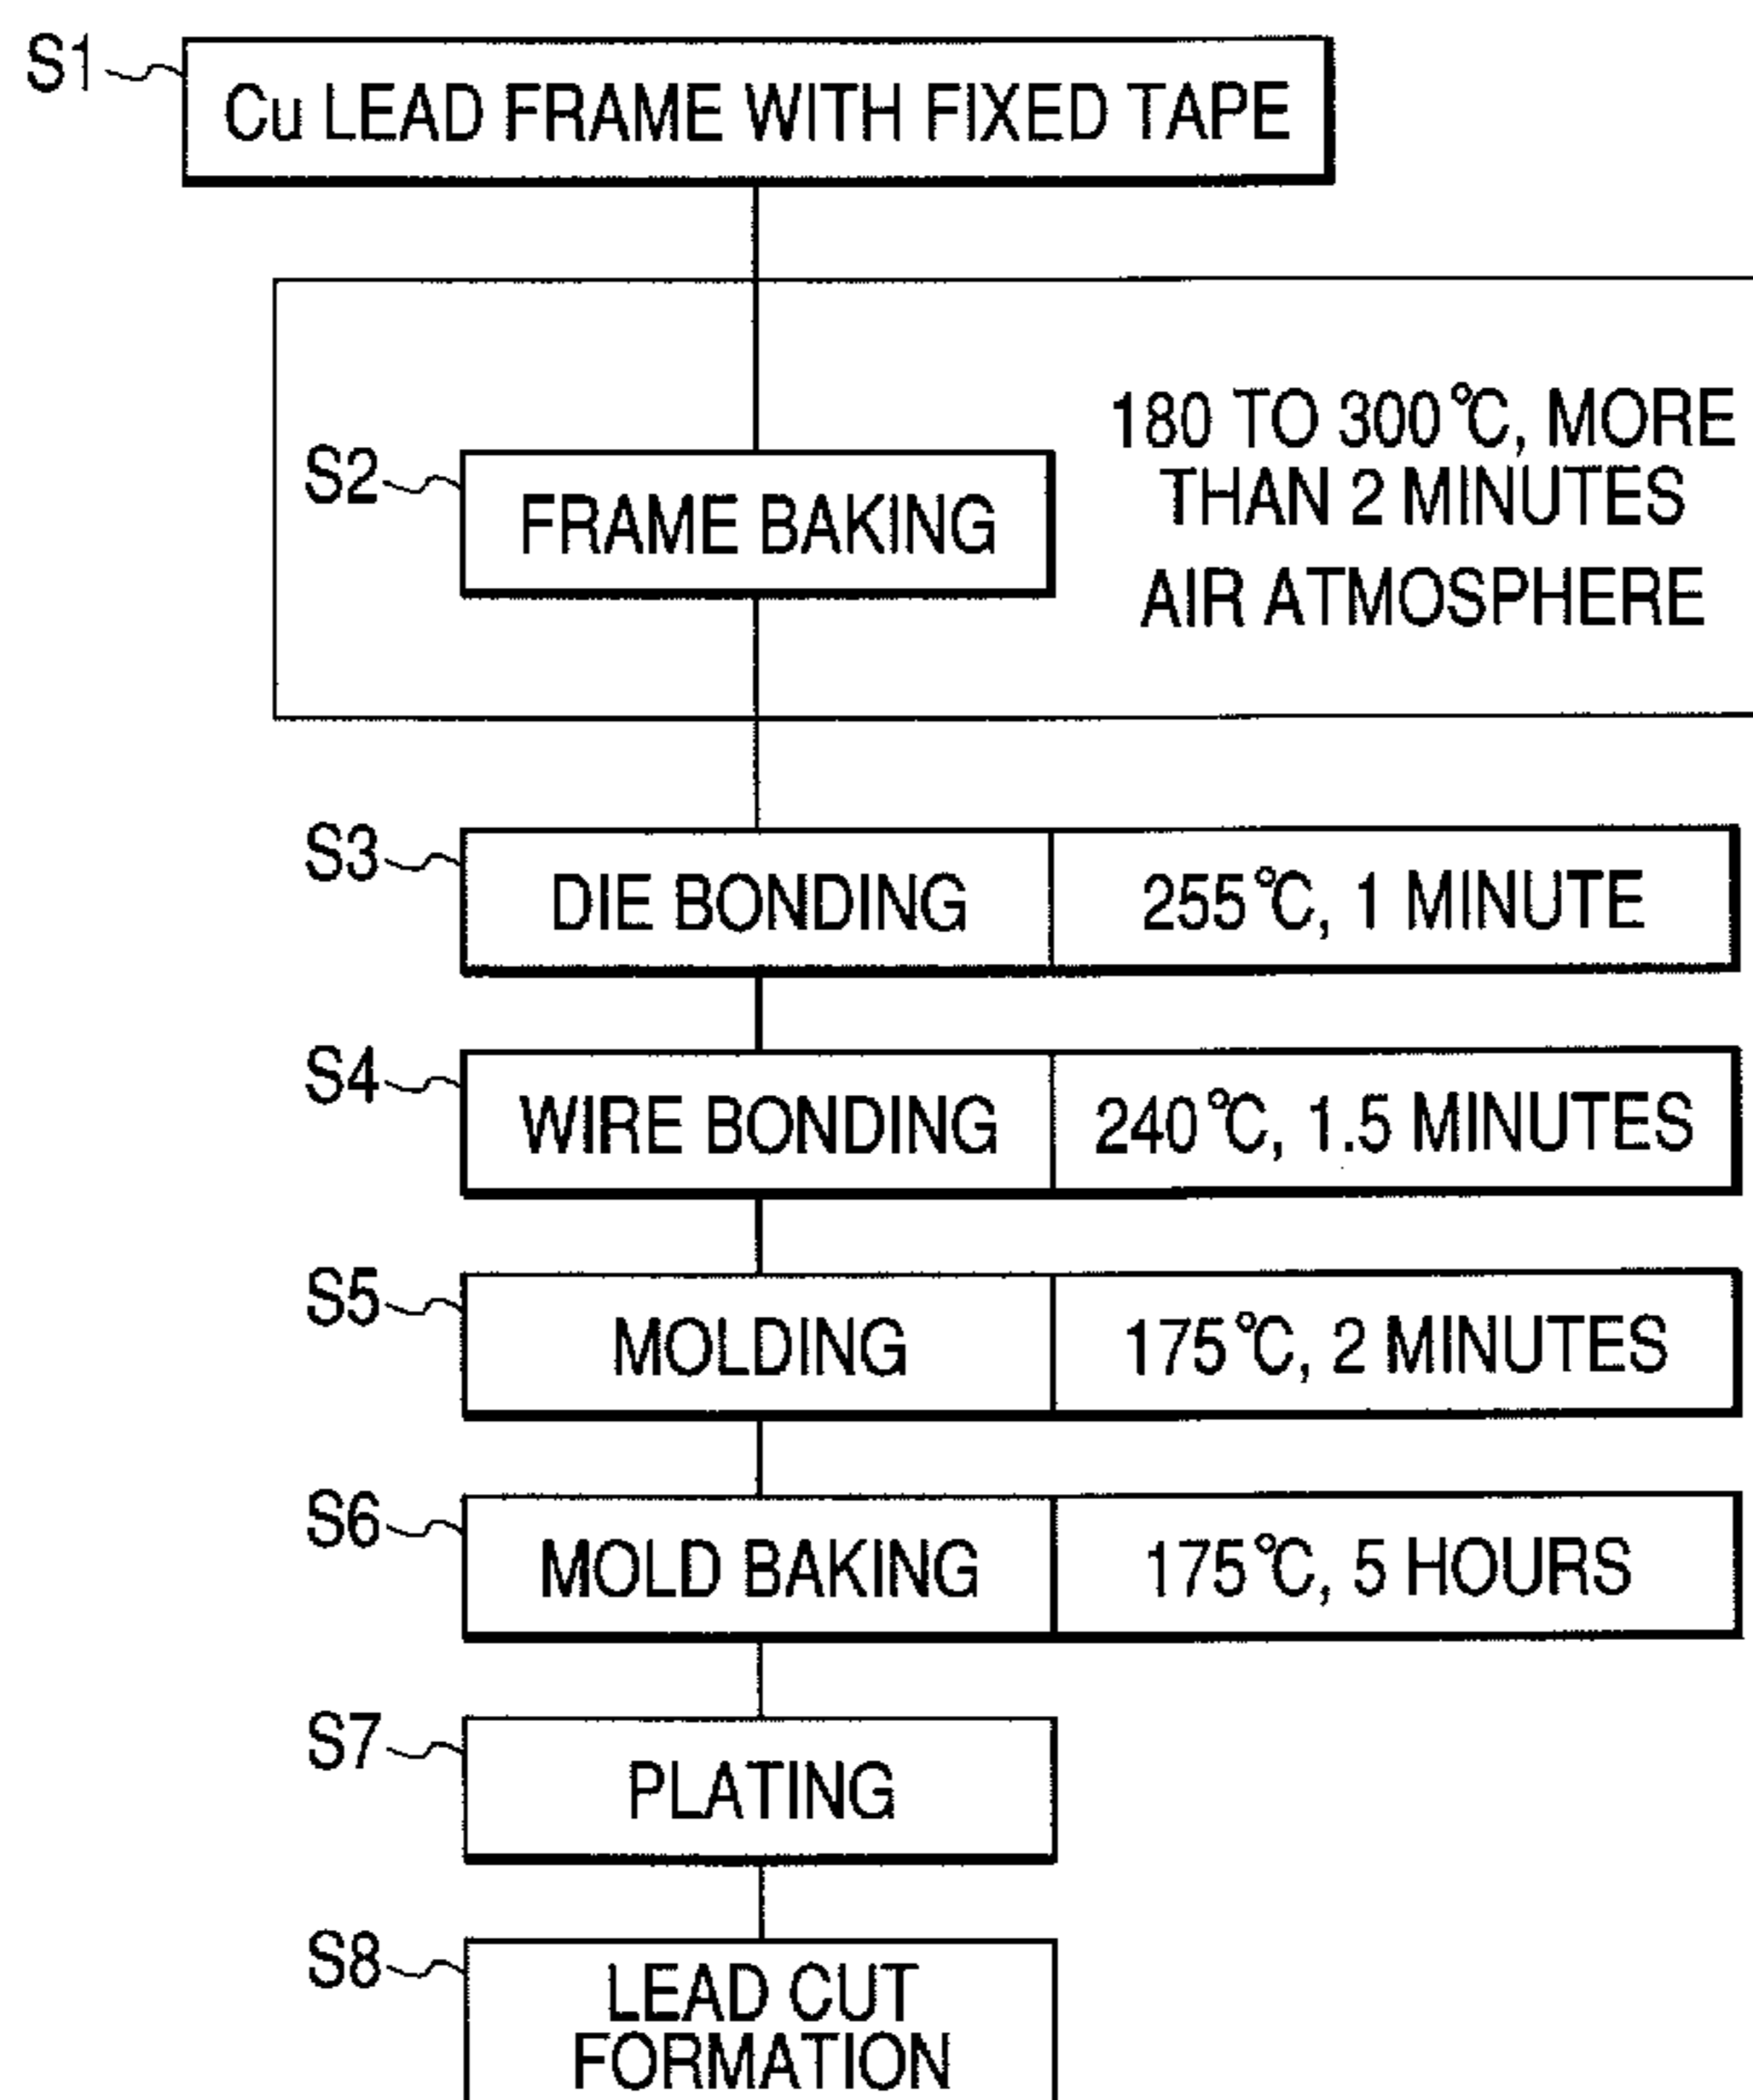 S1
Cu LEAD FRAME WITH FIXED TAPE
180 TO 300°C, MORE
THAN 2 MINUTES
AIR ATMOSPHERE
S2
FRAME BAKING
S3
DIE BONDING
255°C, 1 MINUTE
S4
WIRE BONDING
240°C, 1.5 MINUTES
S5
MOLDING
175°C, 2 MINUTES
S6
MOLD BAKING
175°C, 5 HOURS
S7
PLATING
S8
LEAD CUT
FORMATION